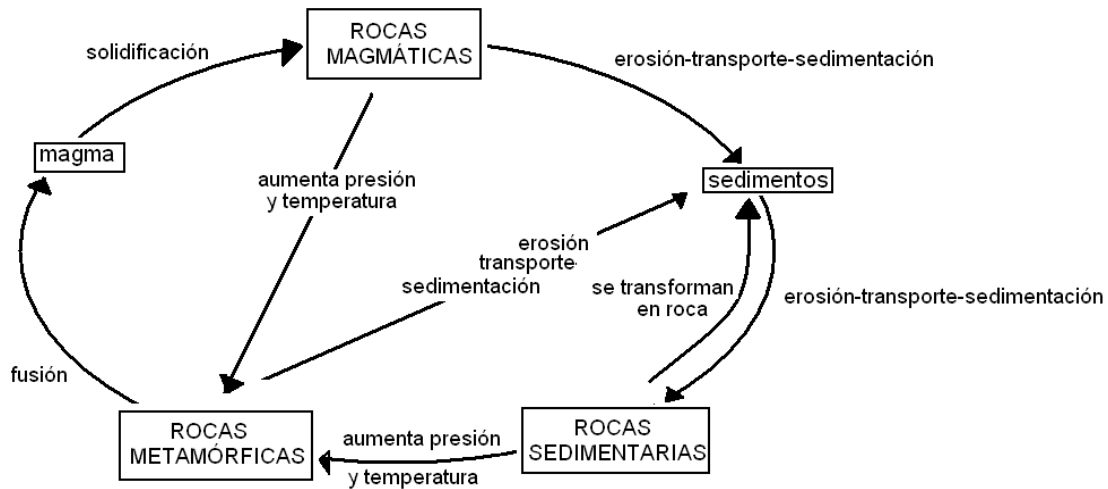 ROCAS
MAGMÁTICAS
solidificación
erosión-transporte-sedimentación
magma
aumenta presión
y temperatura
sedimentos
erosión
transporte-
sedimentación
se transforman
en roca
erosión-transporte-sedimentación
fusión
ROCAS
METAMÓRFICAS
aumenta presión
y temperatura
ROCAS
SEDIMENTARIAS